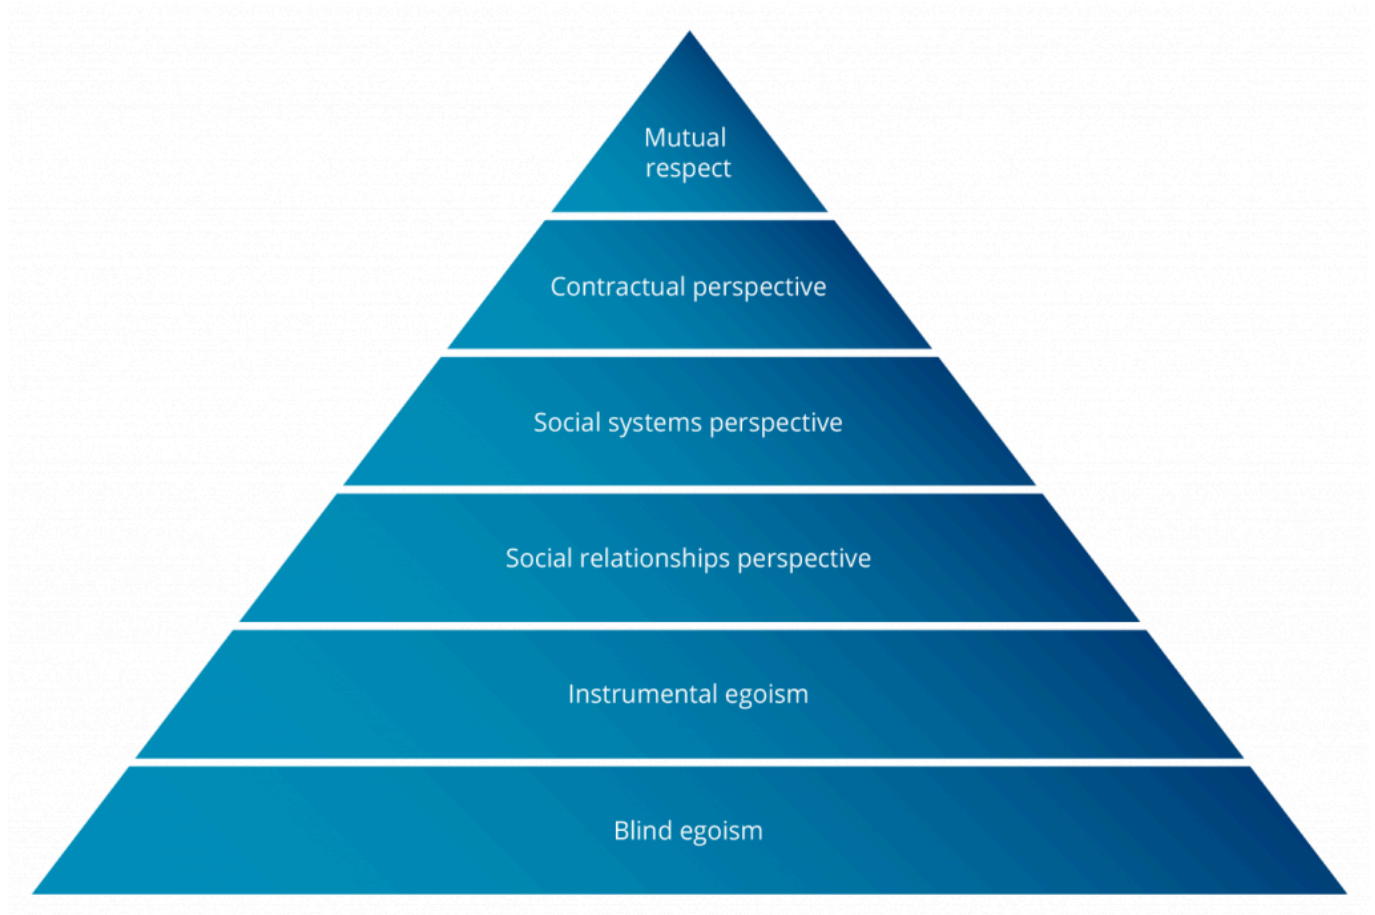 Mutual
respect
Contractual perspective
Social systems perspective
Social relationships perspective
Instrumental egoism
Blind egoism